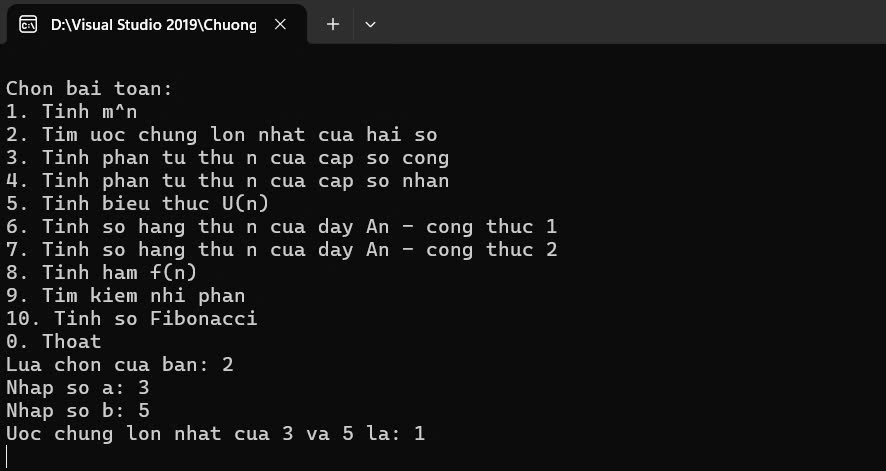 D:\Visual Studio 2019\Chuong
Chon bai toan:
1. Tinh m^n
2. Tim uoc chung lon nhat cua hai so
3. Tinh phan tu thu n cua cap so cong
4. Tinh phan tu thu n cua cap so nhan
5. Tinh bieu thuc U(n)
6. Tinh so hang thu n cua day An - cong thuc 1
7. Tinh so hang thu n cua day An - cong thuc 2
8. Tinh ham f(n)
9. Tim kiem nhi phan
10. Tinh so Fibonacci
0. Thoat
Lua chon cua ban: 2
Nhap so a: 3
Nhap so b: 5
Uoc chung lon nhat cua 3 va 5 la: 1